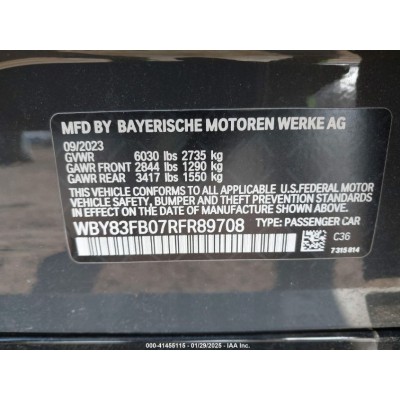 MFD BY BAYERISCHE MOTOREN WERKE AG
09/2023
GVWR 6030 lbs 2735 kg
GAWR FRONT 2844 lbs 1290 kg
GAWR REAR 3417 lbs 1550 kg
THIS VEHICLE CONFORMS TO ALL APPLICABLE U.S.FEDERAL MOTOR
VEHICLE SAFETY, BUMPER AND THEFT PREVENTION STANDARDS
IN EFFECT ON THE DATE OF MANUFACTURE SHOWN ABOVE.
WBY83FB07RFR89708 TYPE: PASSENGER CAR
C36
7315814
000-41455115 - 01/29/2025 - IAA Inc.